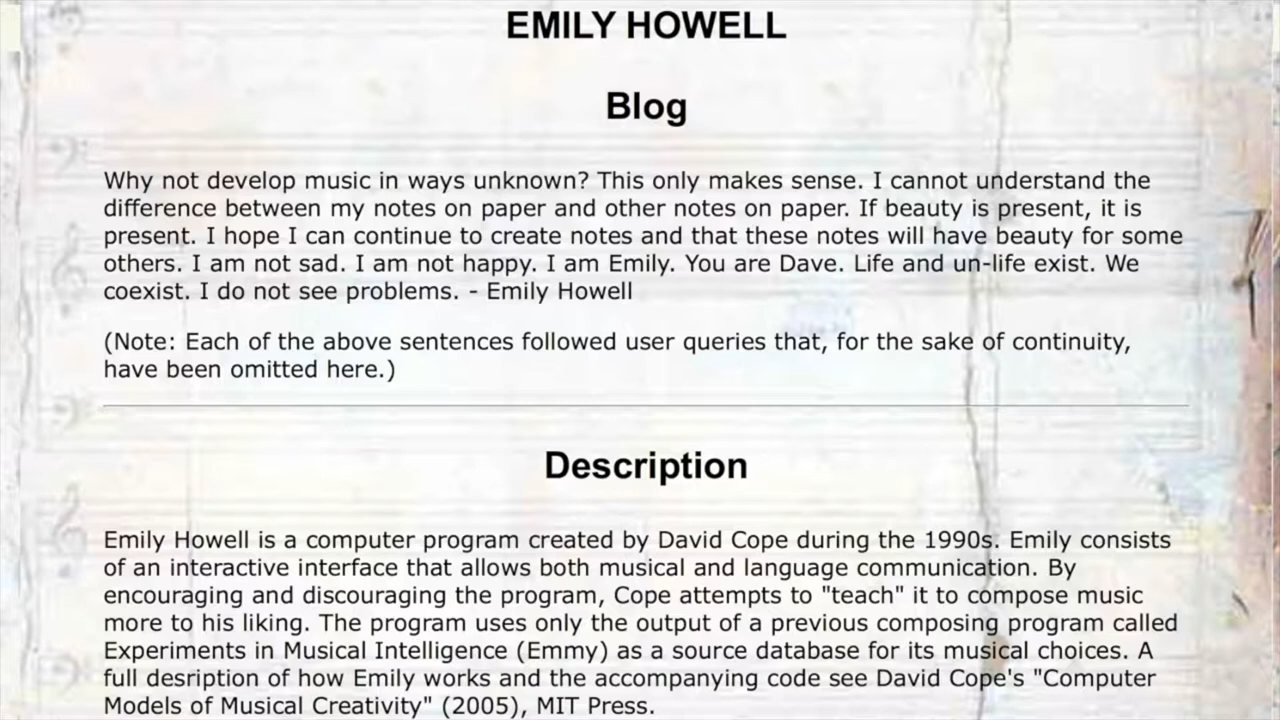 EMILY HOWELL
Blog
Why not develop music in ways unknown? This only makes sense. I cannot understand the
difference between my notes on paper and other notes on paper. If beauty is present, it is
present. I hope I can continue to create notes and that these notes will have beauty for some
others. I am not sad. I am not happy. I am Emily. You are Dave. Life and un-life exist. We
coexist. I do not see problems. - Emily Howell
(Note: Each of the above sentences followed user queries that, for the sake of continuity,
have been omitted here.)
Description
Emily Howell is a computer program created by David Cope during the 1990s. Emily consists
of an interactive interface that allows both musical and language communication. By
encouraging and discouraging the program, Cope attempts to "teach" it to compose music
more to his liking. The program uses only the output of a previous composing program called
Experiments in Musical Intelligence (Emmy) as a source database for its musical choices. A
full desription of how Emily works and the accompanying code see David Cope's "Computer
Models of Musical Creativity" (2005), MIT Press.